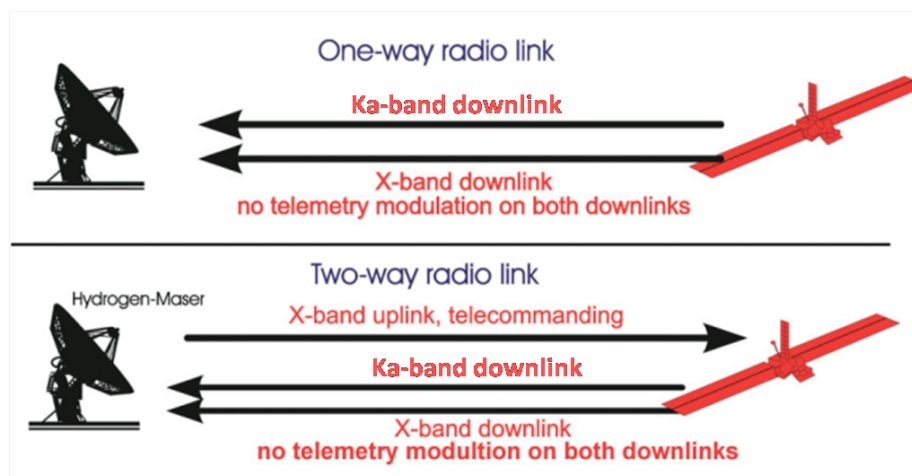 One-way radio link
Ka-band downlink
X-band downlink
no telemetry modulation on both downlinks
Two-way radio link
Hydrogen-Maser
X-band uplink, telecommanding
Ka-band downlink
X-band downlink
no telemetry modultion on both downlinks